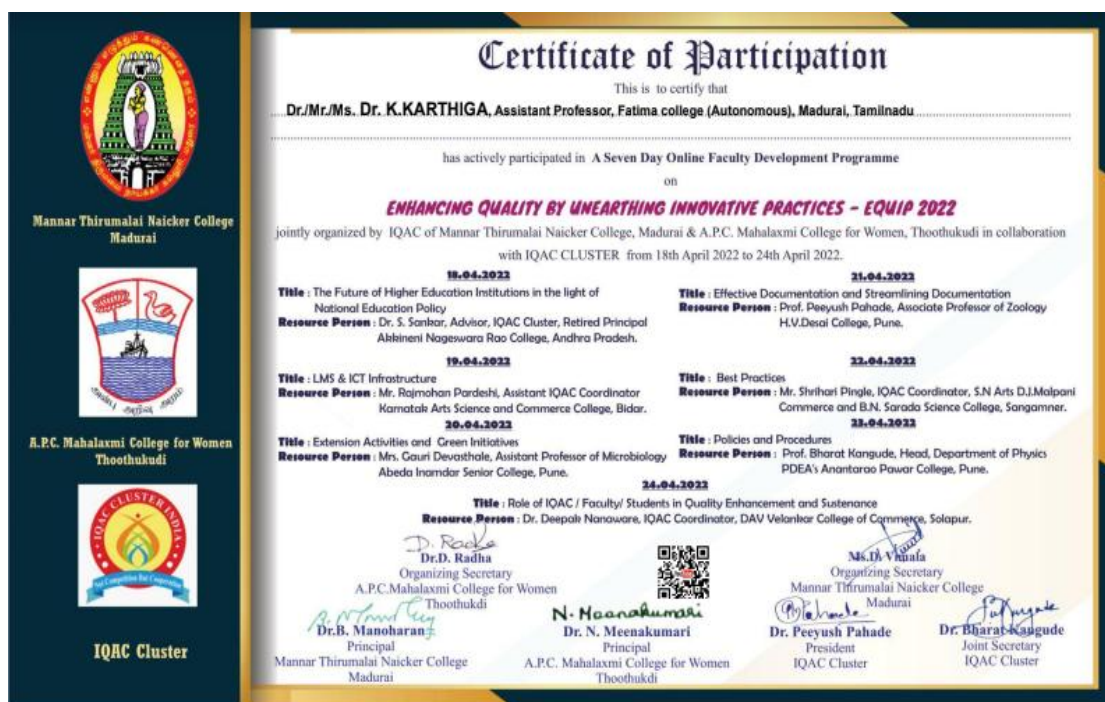 Mannar Thirumalai Naicker College
Madurai
A.P.C. Mahalaxmi College for Women
Thoothukudi
IQAC CLUSTER INDIA
Not Competition But Cooperation
IQAC Cluster
Certificate of Participation
This is to certify that
Dr./Mr./Ms. Dr. K.KARTHIGA, Assistant Professor, Fatima college (Autonomous), Madurai, Tamilnadu
has actively participated in A Seven Day Online Faculty Development Programme
on
ENHANCING QUALITY BY UNEARTHING INNOVATIVE PRACTICES – EQUIP 2022
jointly organized by IQAC of Mannar Thirumalai Naicker College, Madurai & A.P.C. Mahalaxmi College for Women, Thoothukudi in collaboration
with IQAC CLUSTER from 18th April 2022 to 24th April 2022.
18.04.2022
Title : The Future of Higher Education Institutions in the light of
National Education Policy
Resource Person : Dr. S. Sankar, Advisor, IQAC Cluster, Retired Principal
Akkineni Nageswara Rao College, Andhra Pradesh.
19.04.2022
Title : LMS & ICT Infrastructure
Resource Person : Mr. Rajmohan Pardeshi, Assistant IQAC Coordinator
Karnatak Arts Science and Commerce College, Bidar.
20.04.2022
Title : Extension Activities and Green Initiatives
Resource Person : Mrs. Gauri Devasthale, Assistant Professor of Microbiology
Abeda Inamdar Senior College, Pune.
21.04.2022
Title : Effective Documentation and Streamlining Documentation
Resource Person : Prof. Peeyush Pahade, Associate Professor of Zoology
H.V.Desai College, Pune.
22.04.2022
Title : Best Practices
Resource Person : Mr. Shrihari Pingle, IQAC Coordinator, S.N Arts D.J.Malpani
Commerce and B.N. Sarada Science College, Sangamner.
23.04.2022
Title : Policies and Procedures
Resource Person : Prof. Bharat Kangude, Head, Department of Physics
PDEA's Anantarao Pawar College, Pune.
24.04.2022
Title : Role of IQAC / Faculty/ Students in Quality Enhancement and Sustenance
Resource Person : Dr. Deepak Nanaware, IQAC Coordinator, DAV Velankar College of Commerce, Solapur.
Dr.D. Radha
Organizing Secretary
A.P.C.Mahalaxmi College for Women
Thoothukdi
Ms.D. Vimala
Organizing Secretary
Mannar Thirumalai Naicker College
Madurai
Dr.B. Manoharan
Principal
Mannar Thirumalai Naicker College
Madurai
N. Meenakumari
Dr. N. Meenakumari
Principal
A.P.C. Mahalaxmi College for Women
Thoothukdi
Dr. Peeyush Pahade
President
IQAC Cluster
Dr. Bharat Kangude
Joint Secretary
IQAC Cluster